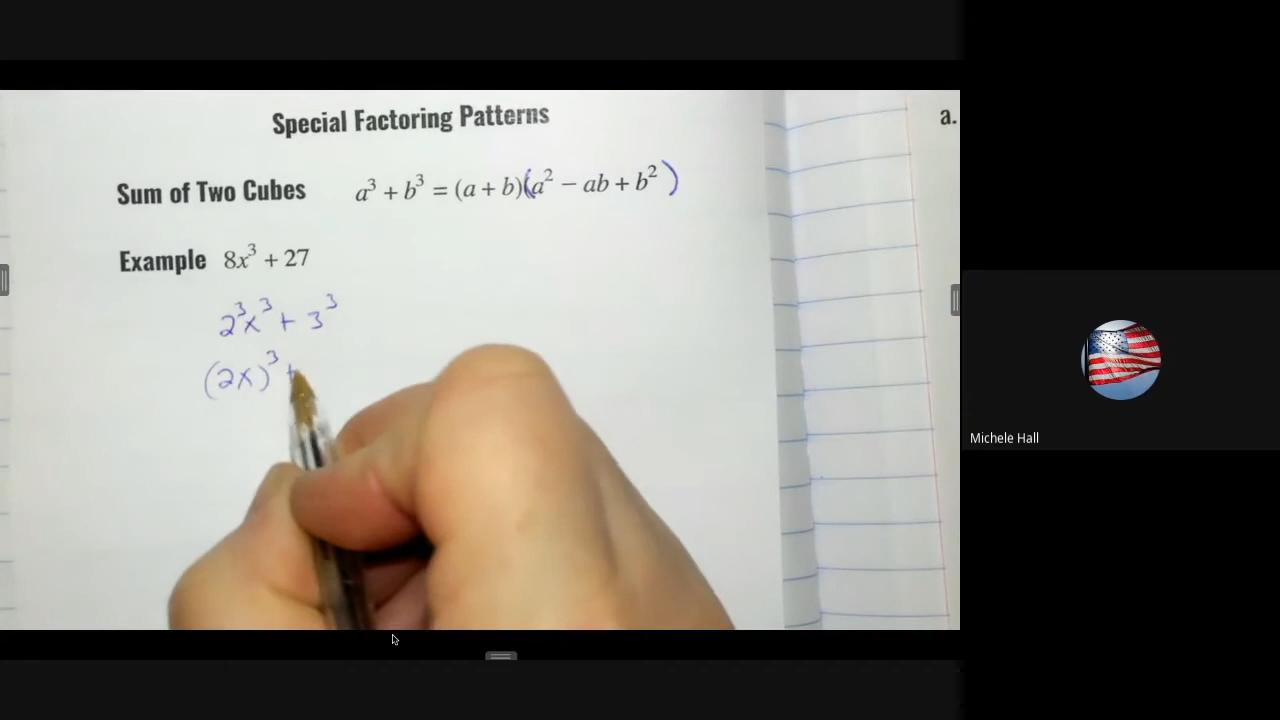 Special Factoring Patterns
a.
Sum of Two Cubes a³ + b³ = (a + b)(a² − ab + b²)
Example 8x³ + 27
2³x³ + 3³
(2x)³ +
Michele Hall